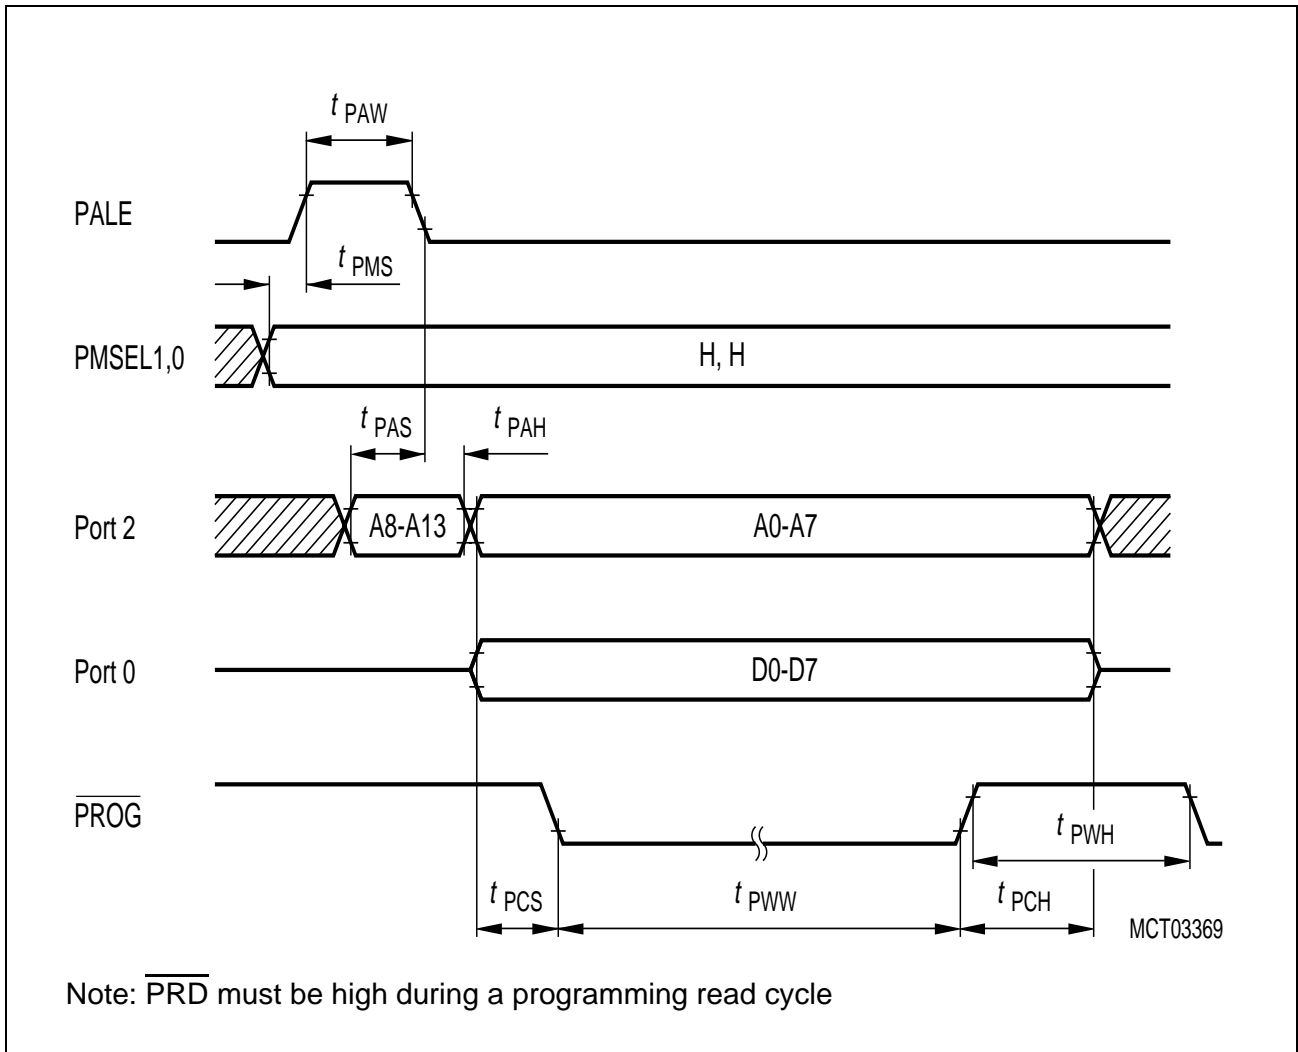 t PAW
PALE
t PMS
PMSEL1,0
H, H
t PAS
t PAH
Port 2
A8-A13
A0-A7
Port 0
D0-D7
PROG
t PWH
t PCS
t PWW
t PCH
MCT03369
Note: PRD must be high during a programming read cycle